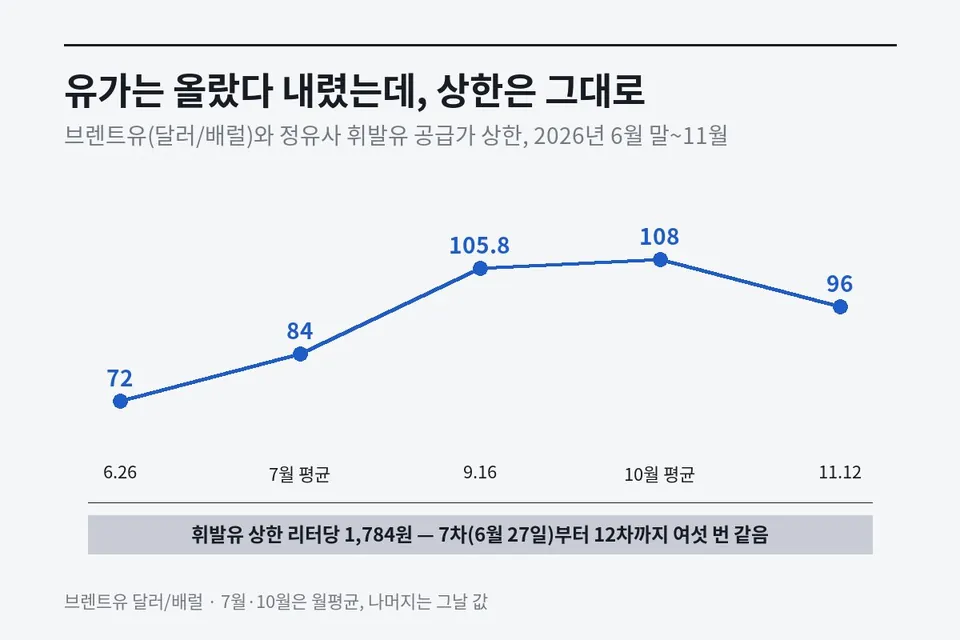 유가는 올랐다 내렸는데, 상한은 그대로
브렌트유(달러/배럴)와 정유사 휘발유 공급가 상한, 2026년 6월 말~11월
72
84
105.8
108
96
6.26
7월 평균
9.16
10월 평균
11.12
휘발유 상한 리터당 1,784원 — 7차(6월 27일)부터 12차까지 여섯 번 같음
브렌트유 달러/배럴 · 7월·10월은 월평균, 나머지는 그날 값